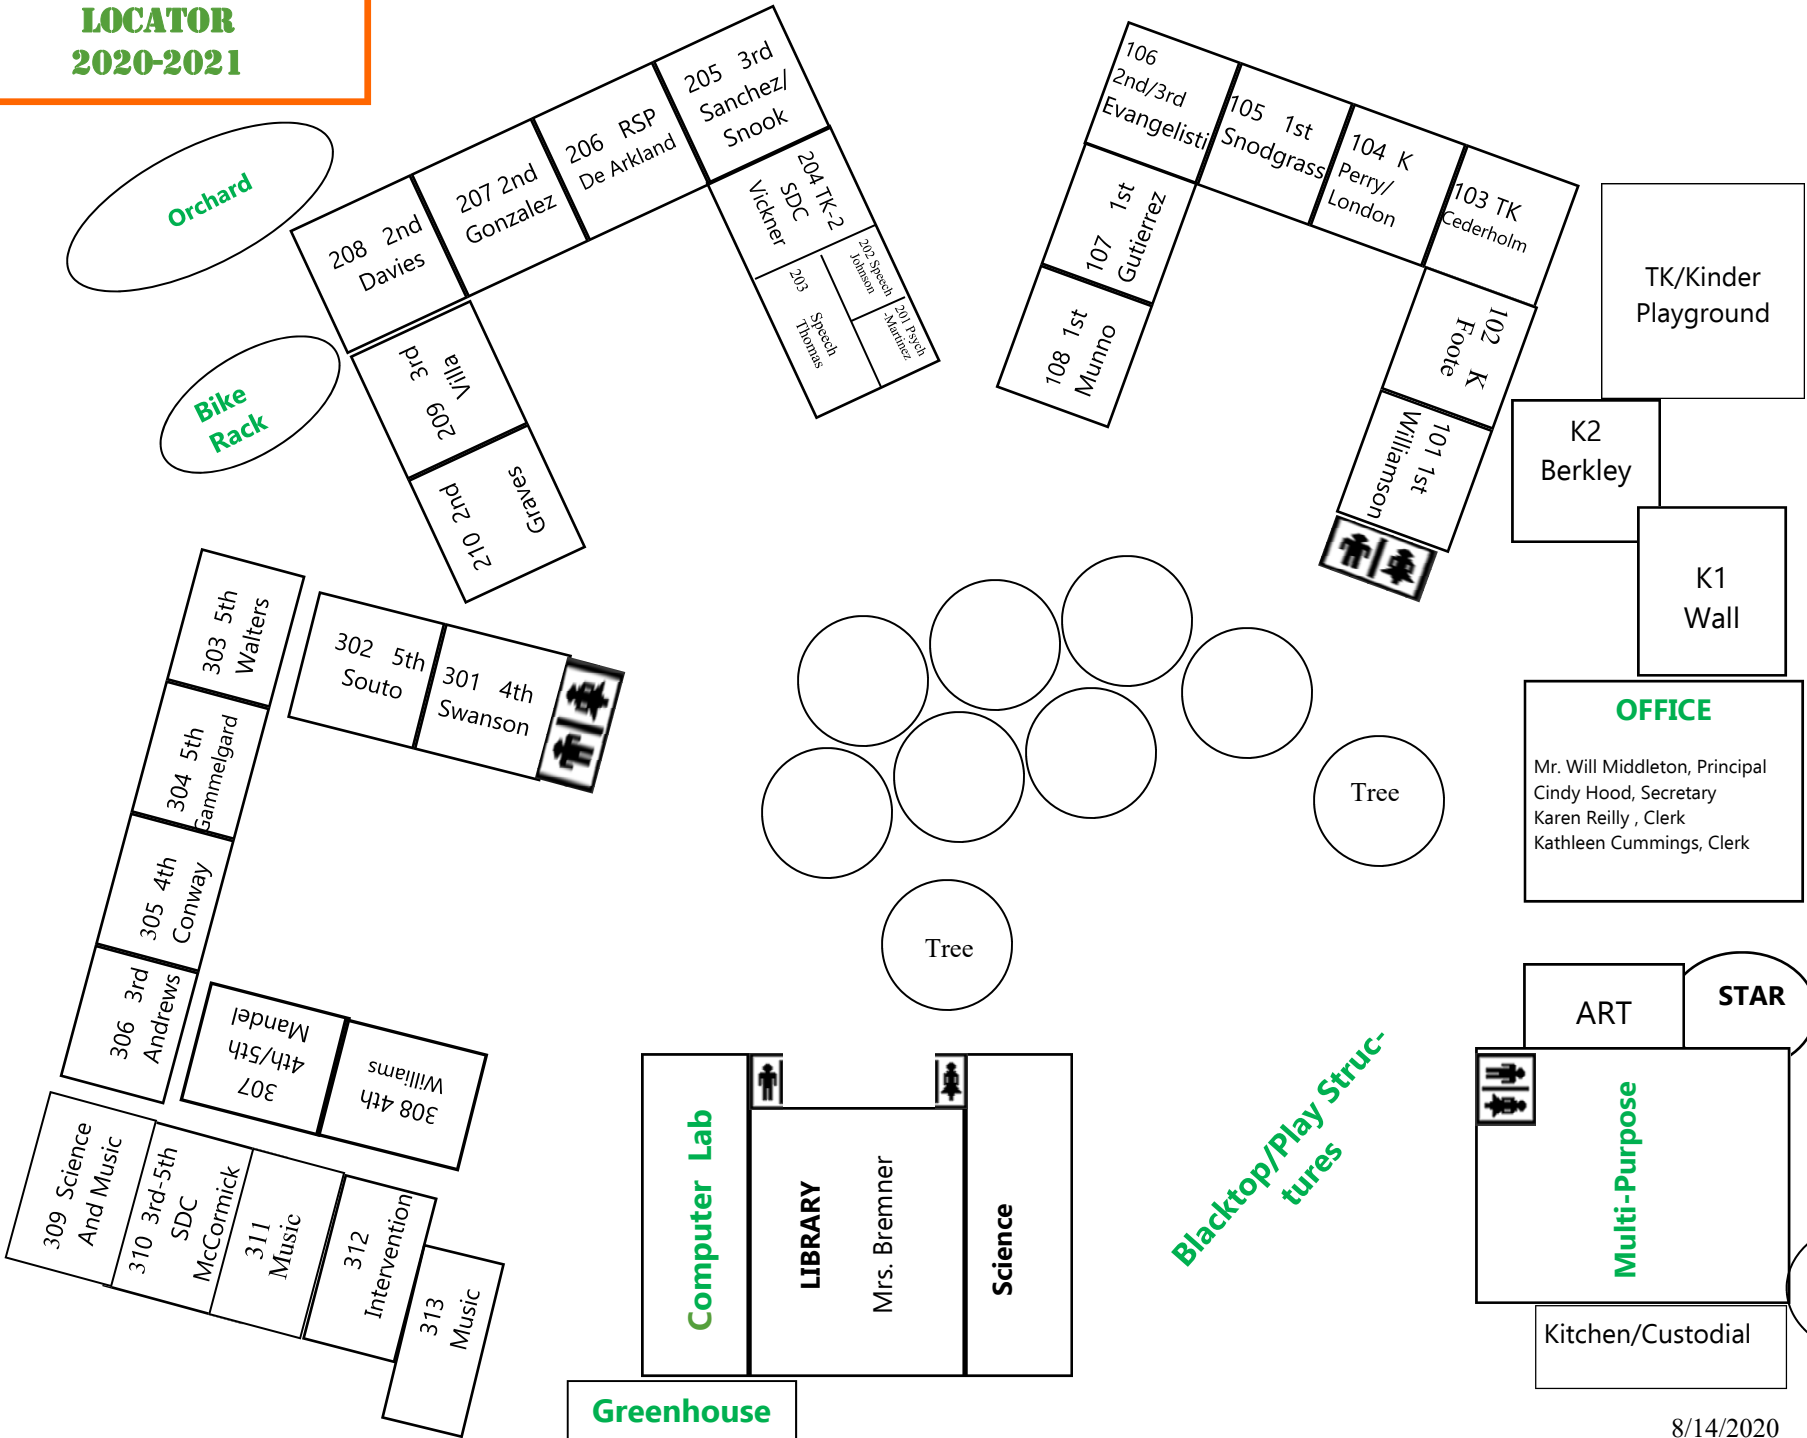 LOCATOR
2020-2021
Orchard
Bike
Rack
208 2nd
Davies
207 2nd
Gonzalez
206 RSP
De Arkland
205 3rd
Sanchez/
Snook
204 TK-2
SDC
Vickner
203
Speech
Thomas
202 Speech
Johnson
201 Psych
-Martinez
209 3rd
Villa
210 2nd
Graves
106
2nd/3rd
Evangelisti
105 1st
Snodgrass
104 K
Perry/
London
103 TK
Cederholm
107 1st
Gutierrez
108 1st
Munno
102 K
Foote
101 1st
Williamson
TK/Kinder
Playground
K2
Berkley
K1
Wall
OFFICE
Mr. Will Middleton, Principal
Cindy Hood, Secretary
Karen Reilly , Clerk
Kathleen Cummings, Clerk
303 5th
Walters
302 5th
Souto
301 4th
Swanson
304 5th
Gammelgard
305 4th
Conway
306 3rd
Andrews
307
4th/5th
Mandel
308 4th
Williams
309 Science
And Music
310 3rd-5th
SDC
McCormick
311
Music
312
Intervention
313
Music
Tree
Tree
Computer Lab
LIBRARY
Mrs. Bremner
Science
Greenhouse
Blacktop/Play Struc-
tures
ART
STAR
Multi-Purpose
Kitchen/Custodial
8/14/2020